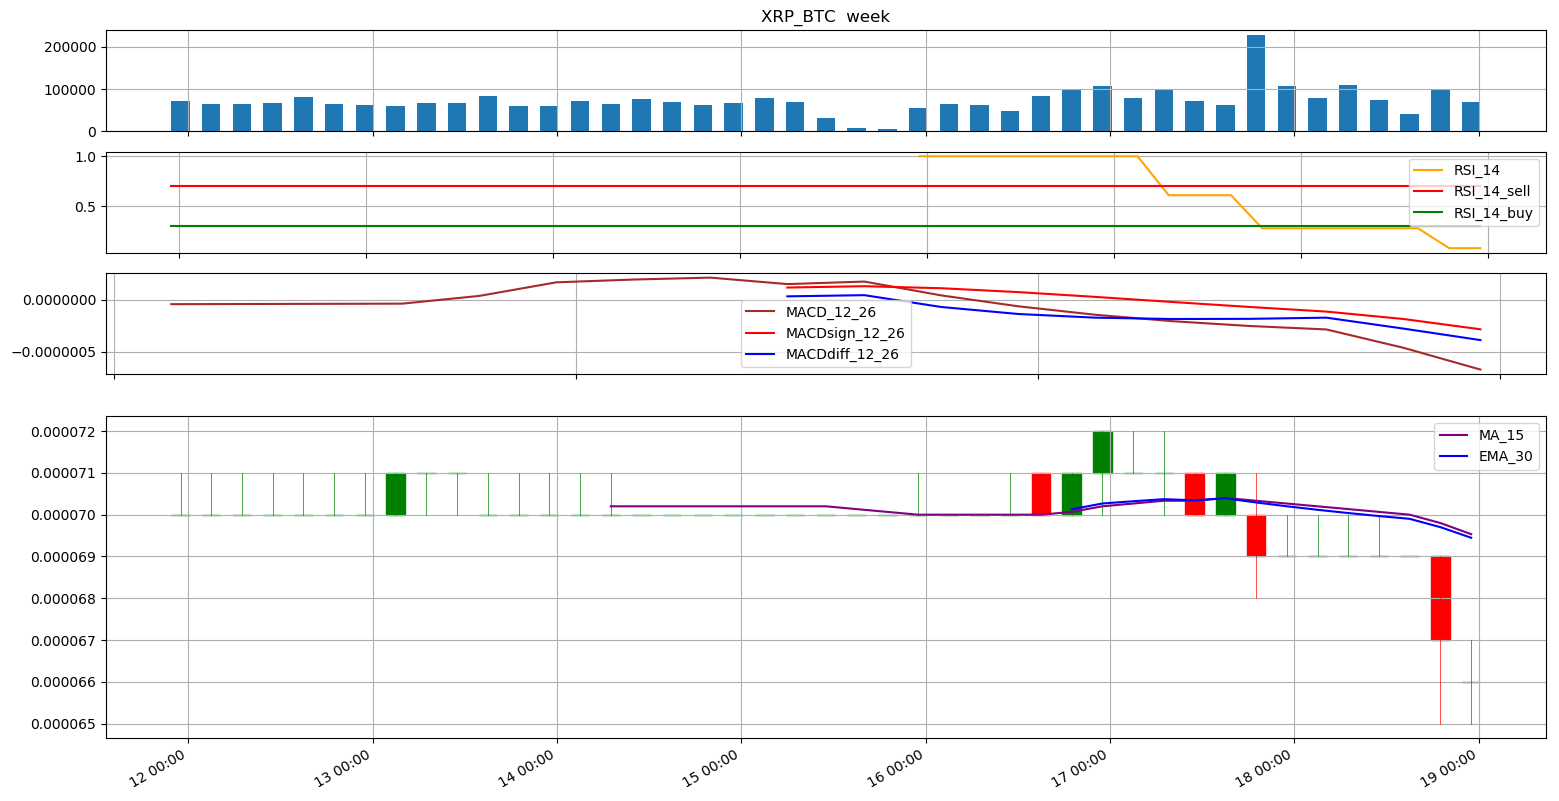 XRP_BTC  week
200000
100000
0
1.0
0.5
RSI_14
RSI_14_sell
RSI_14_buy
0.0000000
−0.0000005
MACD_12_26
MACDsign_12_26
MACDdiff_12_26
0.000072
0.000071
0.000070
0.000069
0.000068
0.000067
0.000066
0.000065
MA_15
EMA_30
12 00:00
13 00:00
14 00:00
15 00:00
16 00:00
17 00:00
18 00:00
19 00:00